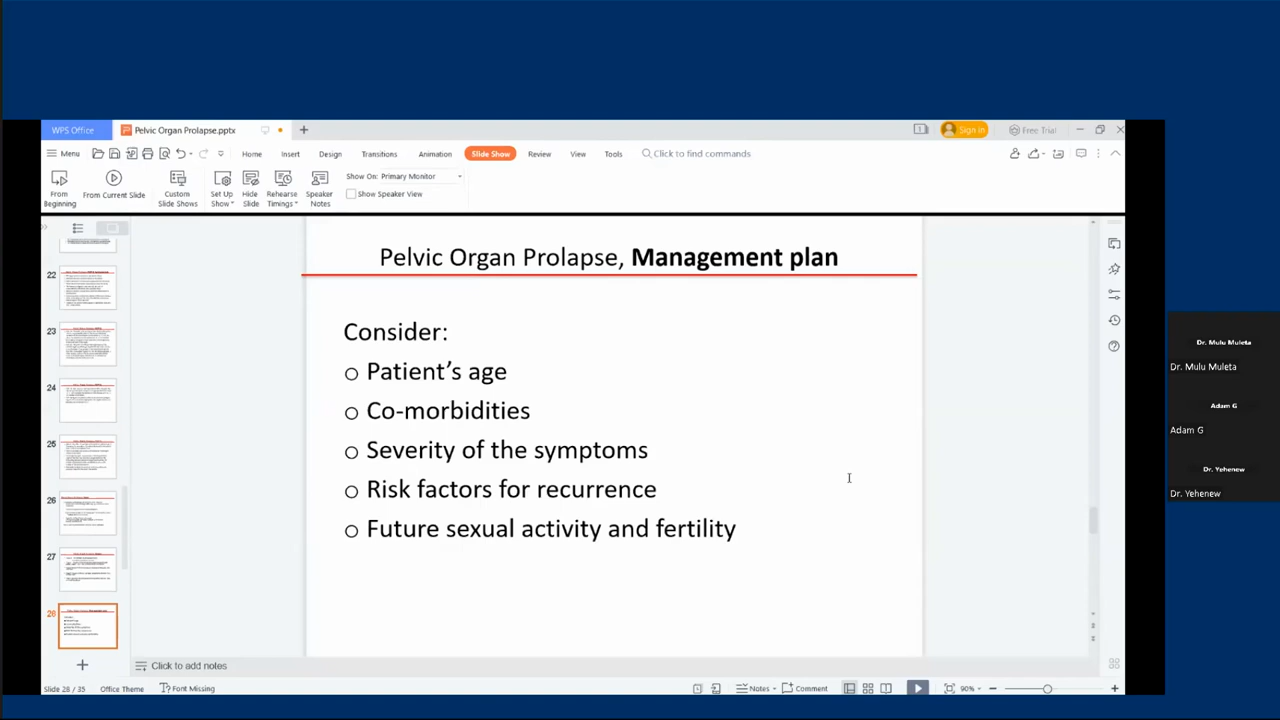 WPS Office
Pelvic Organ Prolapse.pptx
1
Sign in
Free Trial
Menu
Home
Insert
Design
Transitions
Animation
Slide Show
Review
View
Tools
Click to find commands
From Beginning
From Current Slide
Custom Slide Shows
Set Up Show
Hide Slide
Rehearse Timings
Speaker Notes
Show On: Primary Monitor
Show Speaker View
22
23
24
25
26
27
28
Pelvic Organ Prolapse, Management plan
Consider:
o Patient's age
o Co-morbidities
o Severity of the symptoms
o Risk factors for recurrence
o Future sexual activity and fertility
Click to add notes
Slide 28 / 35
Office Theme
Font Missing
Notes
Comment
90%
Dr. Mulu Muleta
Dr. Mulu Muleta
Adam G
Adam G
Dr. Yehenew
Dr. Yehenew